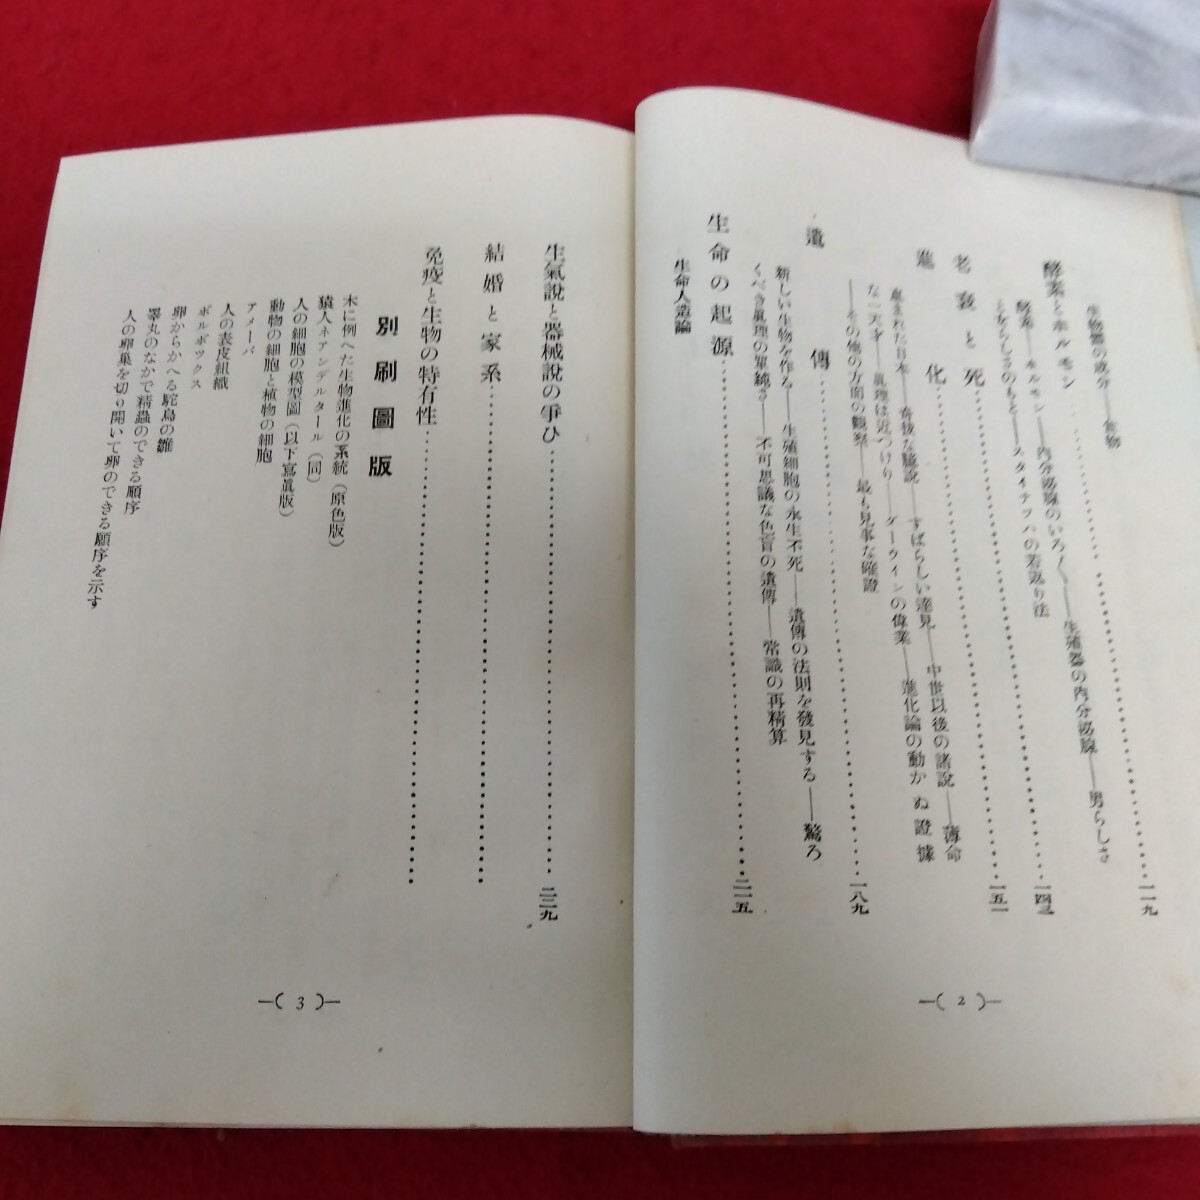 生物體の成分——食物
酵素とホルモン……一一九
酵素——ホルモン——内分泌腺のいろ〱——生殖器の内分泌腺——男らしさ
と女らしさのもと——スタイナツハの若返り法
老衰と死……一四三
進化……一五一
惠まれた日本——奇拔な臆說——すばらしい達見——中世以後の諸說——薄命
な一天才——眞理は近づけり——ダーウインの偉業——進化論の動かぬ證據
——その他の方面の觀察——最も見事な確證
遺傳……一八九
新しい生物を作る——生殖細胞の永生不死——遺傳の法則を發見する——驚ろ
くべき眞理の單純さ——不可思議な色盲の遺傳——常識の再精算
生命の起源……二一五
生命人造論
—( 2 )—
生氣說と器械說の爭ひ……二二九
結婚と家系……
免疫と生物の特有性……
別刷圖版
木に例へた生物進化の系統（原色版）
猿人ネアンデルタール（同）
人の細胞の模型圖（以下寫眞版）
動物の細胞と植物の細胞
アメーバ
人の表皮組織
ボルボツクス
卵からかへる駝鳥の雛
睾丸のなかで精蟲のできる順序
人の卵巢を切り開いて卵のできる順序を示す
—( 3 )—